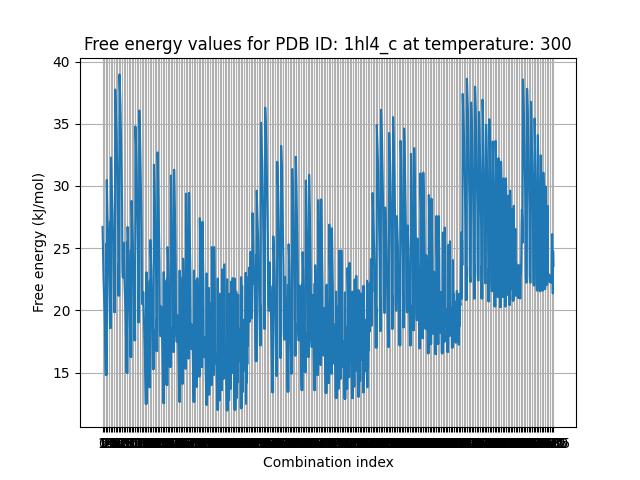 Free energy values for PDB ID: 1hl4_c at temperature: 300
40
35
30
25
20
15
Free energy (kJ/mol)
Combination index